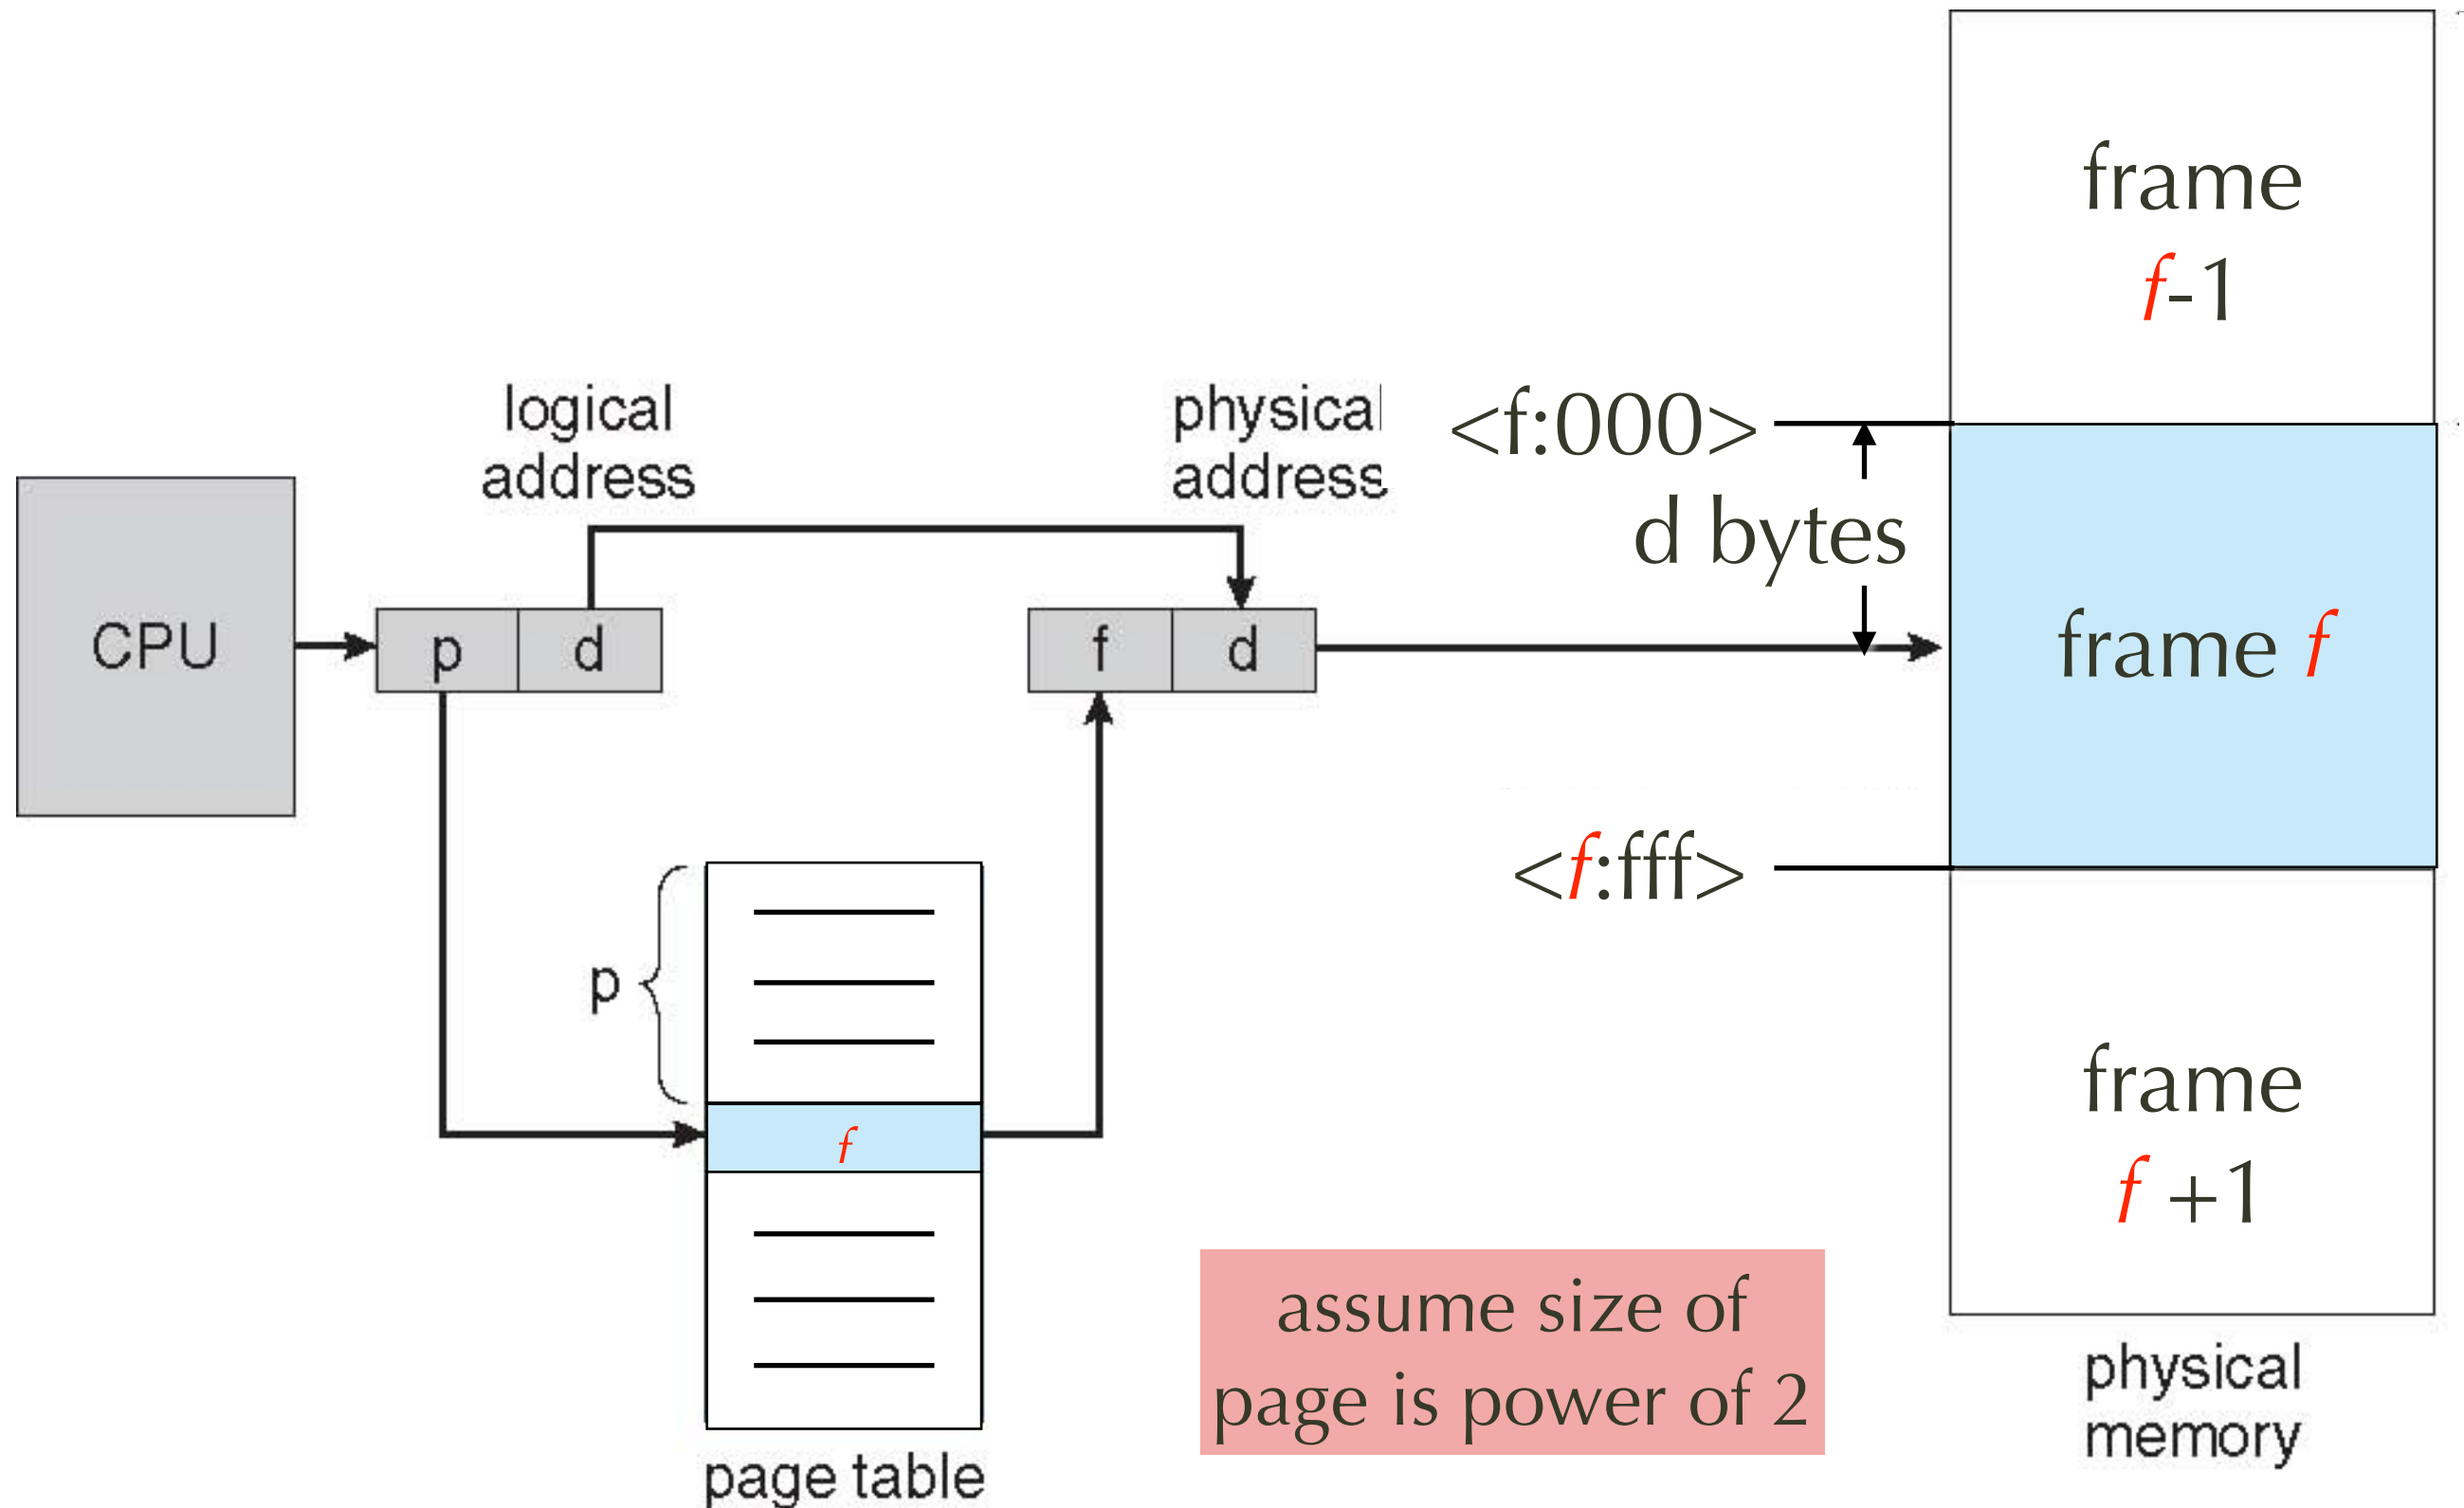 frame
f-1
logical
address
physical
address
<f:000>
d bytes
CPU
p
d
f
d
frame f
<f:fff>
p
f
frame
f +1
assume size of
page is power of 2
page table
physical
memory